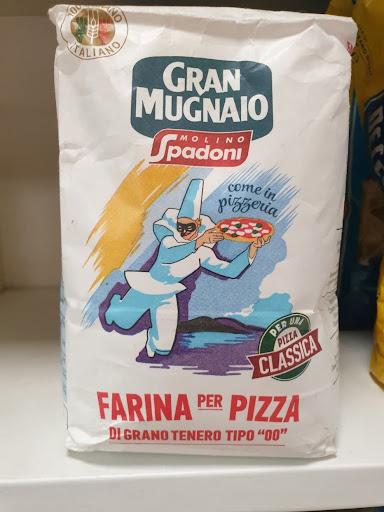 ITALIANO
GRAN
MUGNAIO
MOLINO
Spadoni
come in
pizzeria
PER UNA
PIZZA
CLASSICA
FARINA PER PIZZA
DI GRANO TENERO TIPO "00"